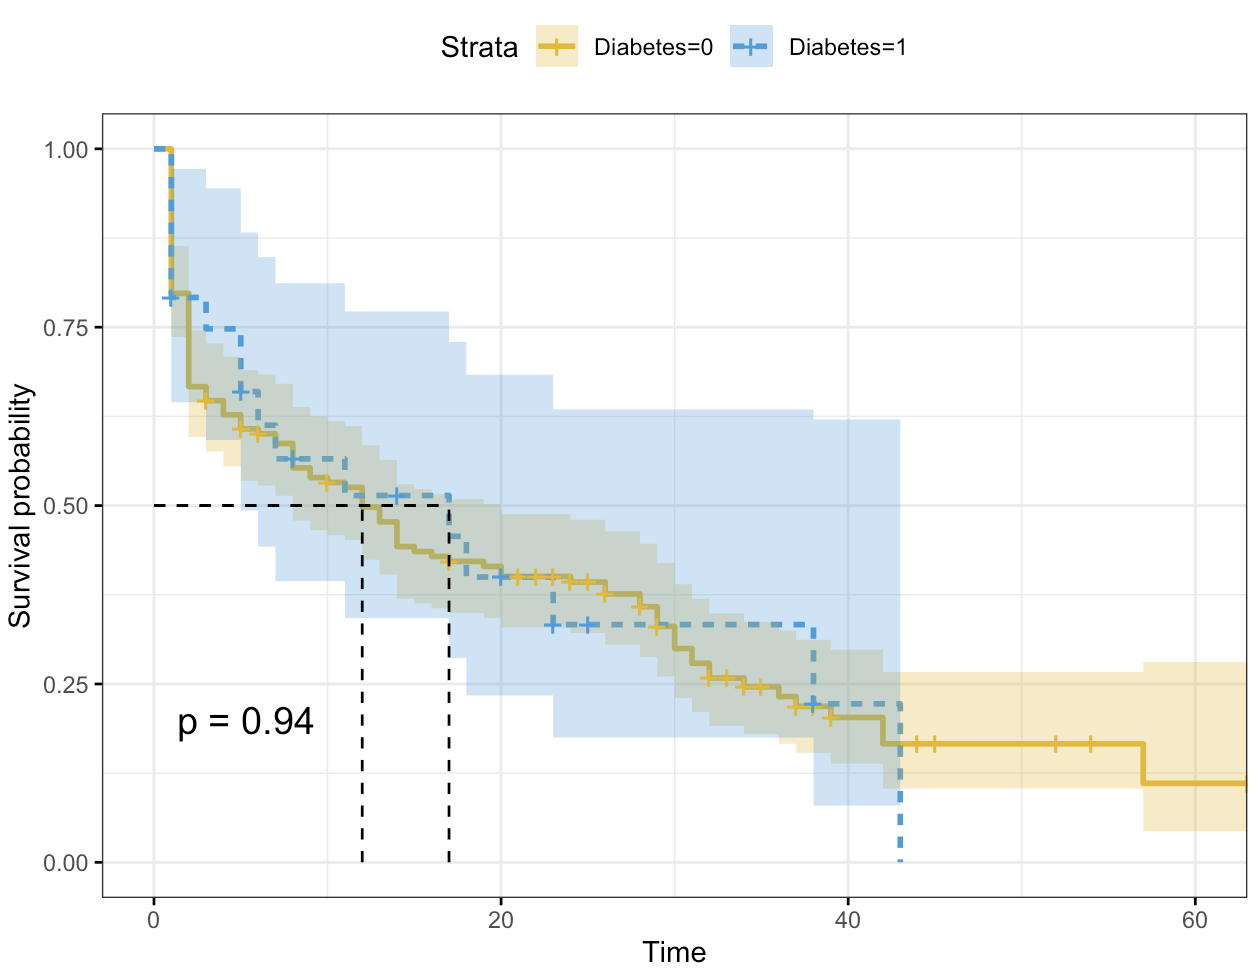 Strata Diabetes=0 Diabetes=1
1.00
0.75
0.50
0.25
0.00
Survival probability
p = 0.94
0 20 40 60
Time